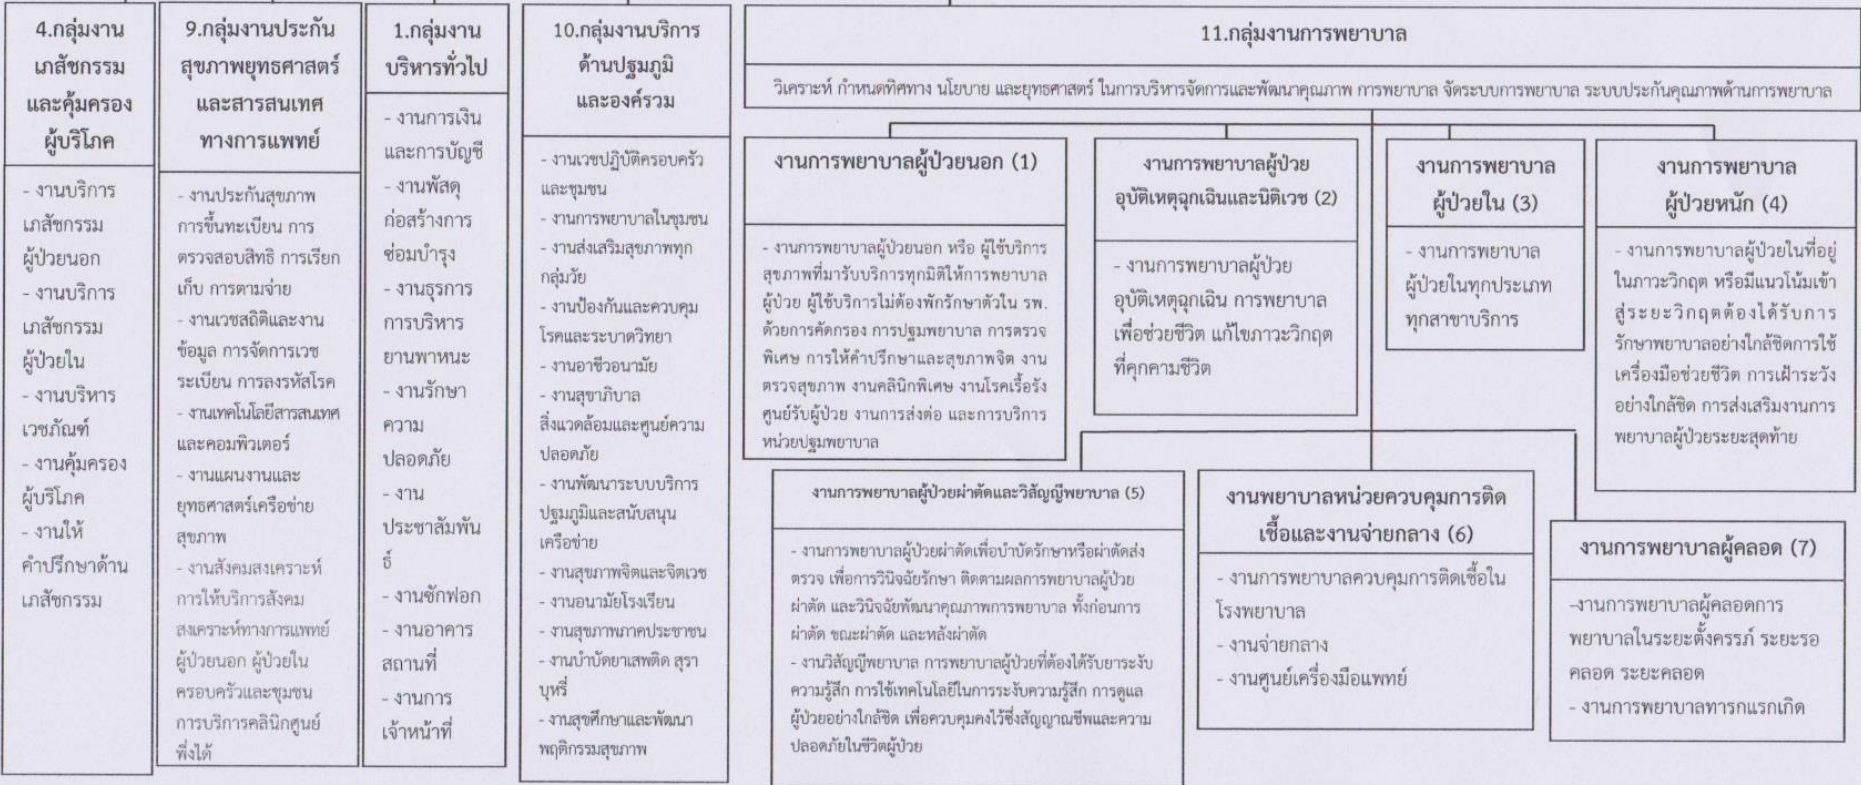 4.กลุ่มงาน
เภสัชกรรม
และคุ้มครอง
ผู้บริโภค
- งานบริการ
เภสัชกรรม
ผู้ป่วยนอก
- งานบริการ
เภสัชกรรม
ผู้ป่วยใน
- งานบริหาร
เวชภัณฑ์
- งานคุ้มครอง
ผู้บริโภค
- งานให้
คำปรึกษาด้าน
เภสัชกรรม
9.กลุ่มงานประกัน
สุขภาพยุทธศาสตร์
และสารสนเทศ
ทางการแพทย์
- งานประกันสุขภาพ
การขึ้นทะเบียน การ
ตรวจสอบสิทธิ การเรียก
เก็บ การตามจ่าย
- งานเวชสถิติและงาน
ข้อมูล การจัดการเวช
ระเบียน การลงรหัสโรค
- งานเทคโนโลยีสารสนเทศ
และคอมพิวเตอร์
- งานแผนงานและ
ยุทธศาสตร์เครือข่าย
สุขภาพ
- งานสังคมสงเคราะห์
การให้บริการสังคม
สงเคราะห์ทางการแพทย์
ผู้ป่วยนอก ผู้ป่วยใน
ครอบครัวและชุมชน
การบริการคลินิกศูนย์
พึ่งได้
1.กลุ่มงาน
บริหารทั่วไป
- งานการเงิน
และการบัญชี
- งานพัสดุ
ก่อสร้างการ
ซ่อมบำรุง
- งานธุรการ
การบริหาร
ยานพาหนะ
- งานรักษา
ความ
ปลอดภัย
- งาน
ประชาสัมพัน
ธ์
- งานซักฟอก
- งานอาคาร
สถานที่
- งานการ
เจ้าหน้าที่
10.กลุ่มงานบริการ
ด้านปฐมภูมิ
และองค์รวม
- งานเวชปฏิบัติครอบครัว
และชุมชน
- งานการพยาบาลในชุมชน
- งานส่งเสริมสุขภาพทุก
กลุ่มวัย
- งานป้องกันและควบคุม
โรคและระบาดวิทยา
- งานอาชีวอนามัย
- งานสุขาภิบาล
สิ่งแวดล้อมและศูนย์ความ
ปลอดภัย
- งานพัฒนาระบบบริการ
ปฐมภูมิและสนับสนุน
เครือข่าย
- งานสุขภาพจิตและจิตเวช
- งานอนามัยโรงเรียน
- งานสุขภาพภาคประชาชน
- งานบำบัดยาเสพติด สุรา
บุหรี่
- งานสุขศึกษาและพัฒนา
พฤติกรรมสุขภาพ
11.กลุ่มงานการพยาบาล
วิเคราะห์ กำหนดทิศทาง นโยบาย และยุทธศาสตร์ ในการบริหารจัดการและพัฒนาคุณภาพ การพยาบาล จัดระบบการพยาบาล ระบบประกันคุณภาพด้านการพยาบาล
งานการพยาบาลผู้ป่วยนอก (1)
- งานการพยาบาลผู้ป่วยนอก หรือ ผู้ใช้บริการ
สุขภาพที่มารับบริการทุกมิติให้การพยาบาล
ผู้ป่วย ผู้ใช้บริการไม่ต้องพักรักษาตัวใน รพ.
ด้วยการคัดกรอง การปฐมพยาบาล การตรวจ
พิเศษ การให้คำปรึกษาและสุขภาพจิต งาน
ตรวจสุขภาพ งานคลินิกพิเศษ งานโรคเรื้อรัง
ศูนย์รับผู้ป่วย งานการส่งต่อ และการบริการ
หน่วยปฐมพยาบาล
งานการพยาบาลผู้ป่วย
อุบัติเหตุฉุกเฉินและนิติเวช (2)
- งานการพยาบาลผู้ป่วย
อุบัติเหตุฉุกเฉิน การพยาบาล
เพื่อช่วยชีวิต แก้ไขภาวะวิกฤต
ที่คุกคามชีวิต
งานการพยาบาล
ผู้ป่วยใน (3)
- งานการพยาบาล
ผู้ป่วยในทุกประเภท
ทุกสาขาบริการ
งานการพยาบาล
ผู้ป่วยหนัก (4)
- งานการพยาบาลผู้ป่วยในที่อยู่
ในภาวะวิกฤต หรือมีแนวโน้มเข้า
สู่ระยะวิกฤตต้องได้รับการ
รักษาพยาบาลอย่างใกล้ชิดการใช้
เครื่องมือช่วยชีวิต การเฝ้าระวัง
อย่างใกล้ชิด การส่งเสริมงานการ
พยาบาลผู้ป่วยระยะสุดท้าย
งานการพยาบาลผู้ป่วยผ่าตัดและวิสัญญีพยาบาล (5)
- งานการพยาบาลผู้ป่วยผ่าตัดเพื่อบำบัดรักษาหรือผ่าตัดส่ง
ตรวจ เพื่อการวินิจฉัยรักษา ติดตามผลการพยาบาลผู้ป่วย
ผ่าตัด และวินิจฉัยพัฒนาคุณภาพการพยาบาล ทั้งก่อนการ
ผ่าตัด ขณะผ่าตัด และหลังผ่าตัด
- งานวิสัญญีพยาบาล การพยาบาลผู้ป่วยที่ต้องได้รับยาระงับ
ความรู้สึก การใช้เทคโนโลยีในการระงับความรู้สึก การดูแล
ผู้ป่วยอย่างใกล้ชิด เพื่อควบคุมคงไว้ซึ่งสัญญาณชีพและความ
ปลอดภัยในชีวิตผู้ป่วย
งานพยาบาลหน่วยควบคุมการติด
เชื้อและงานจ่ายกลาง (6)
- งานการพยาบาลควบคุมการติดเชื้อใน
โรงพยาบาล
- งานจ่ายกลาง
- งานศูนย์เครื่องมือแพทย์
งานการพยาบาลผู้คลอด (7)
-งานการพยาบาลผู้คลอดการ
พยาบาลในระยะตั้งครรภ์ ระยะรอ
คลอด ระยะคลอด
- งานการพยาบาลทารกแรกเกิด